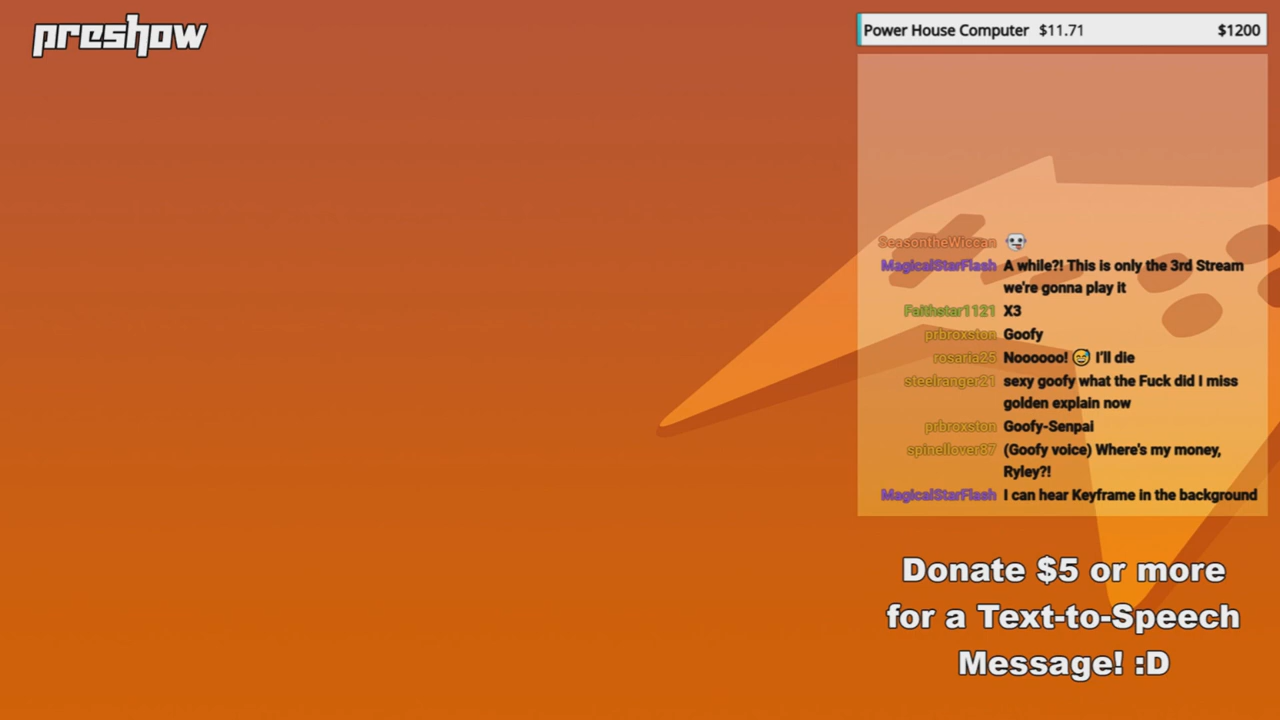 preshow
Power House Computer $11.71 $1200
SeasontheWiccan
MagicalStarFlash A while?! This is only the 3rd Stream
we're gonna play it
Faithstar1121 X3
prbroxston Goofy
rosaria25 Noooooo! 😅 I'll die
steelranger21 sexy goofy what the Fuck did I miss
golden explain now
prbroxston Goofy-Senpai
spinellover87 (Goofy voice) Where's my money,
Ryley?!
MagicalStarFlash I can hear Keyframe in the background
Donate $5 or more
for a Text-to-Speech
Message! :D